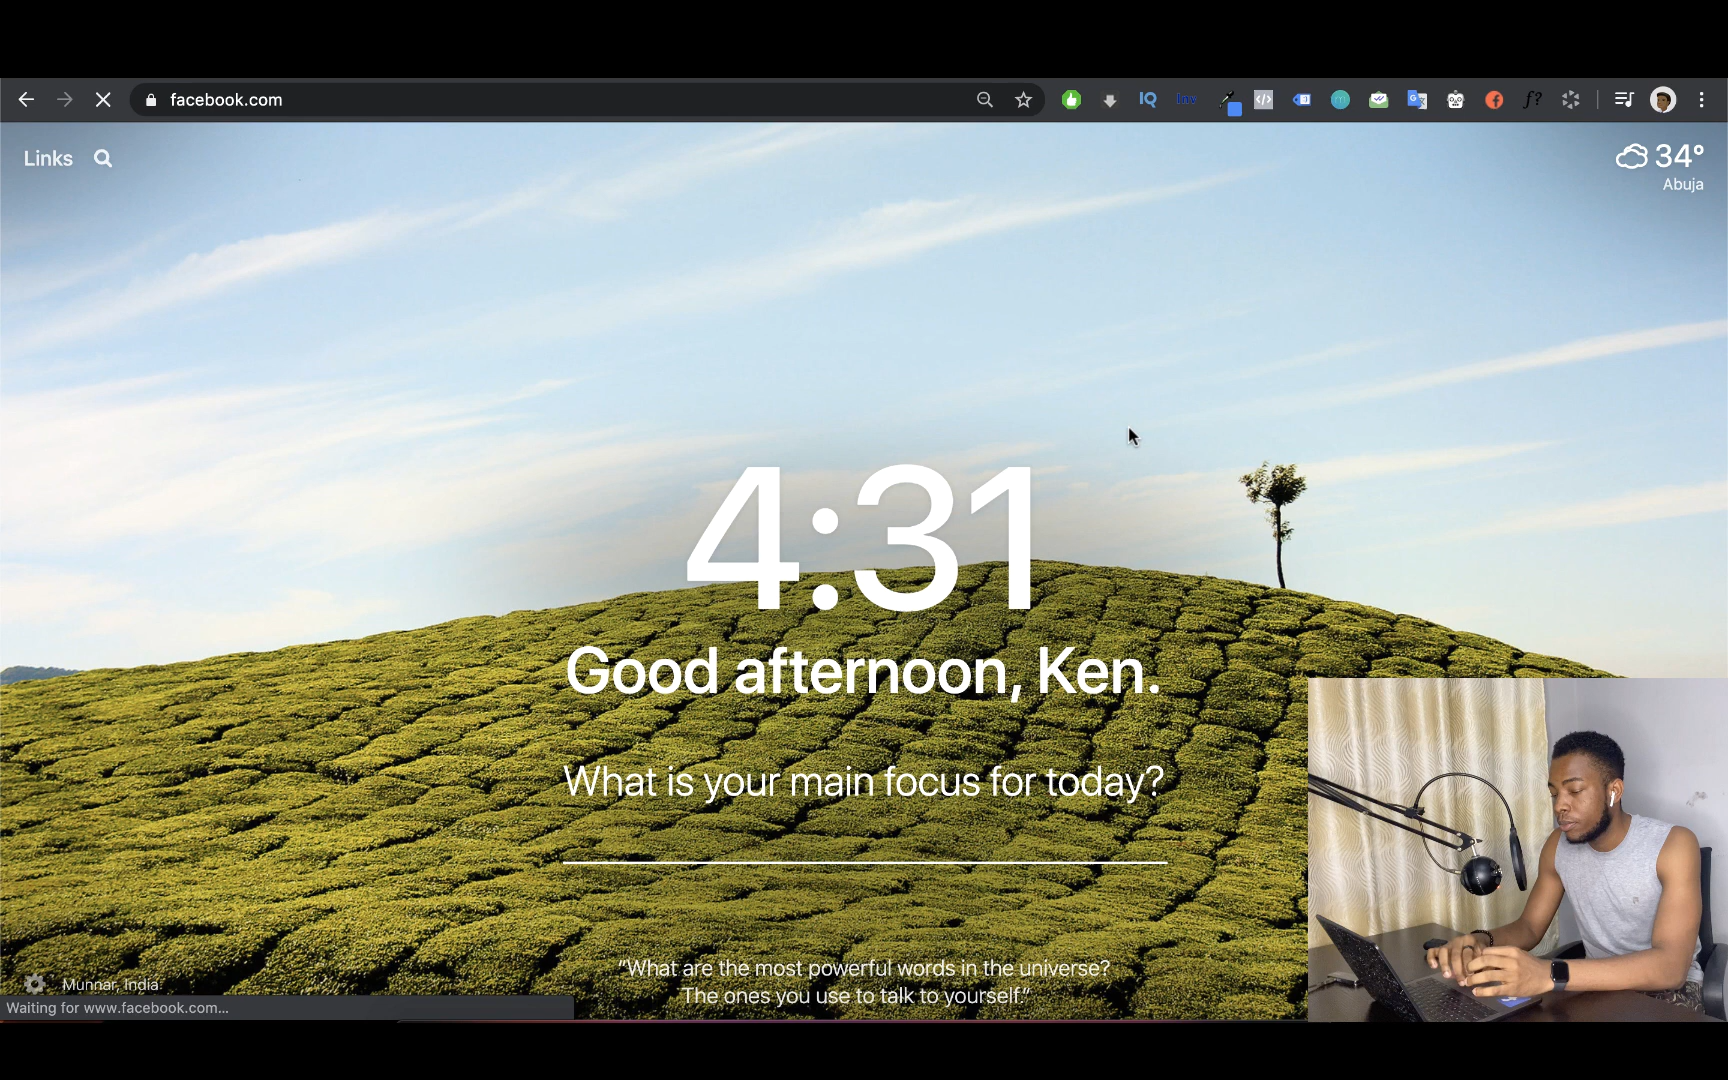 facebook.com
IQ
Inv
f?
Links
34°
Abuja
4:31
Good afternoon, Ken.
What is your main focus for today?
"What are the most powerful words in the universe?
The ones you use to talk to yourself."
Munnar, India
Waiting for www.facebook.com...